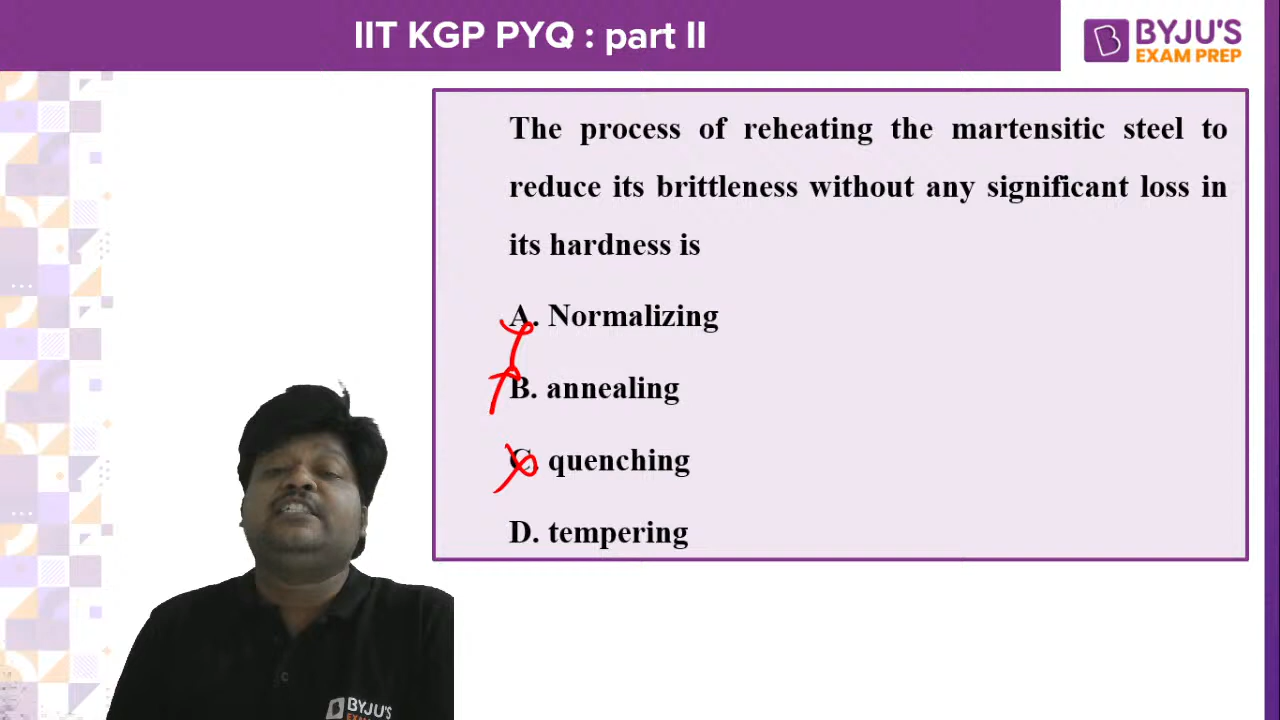 IIT KGP PYQ : part II
BYJU'S
EXAM PREP
The process of reheating the martensitic steel to
reduce its brittleness without any significant loss in
its hardness is
A. Normalizing
B. annealing
C. quenching
D. tempering
BYJU'S